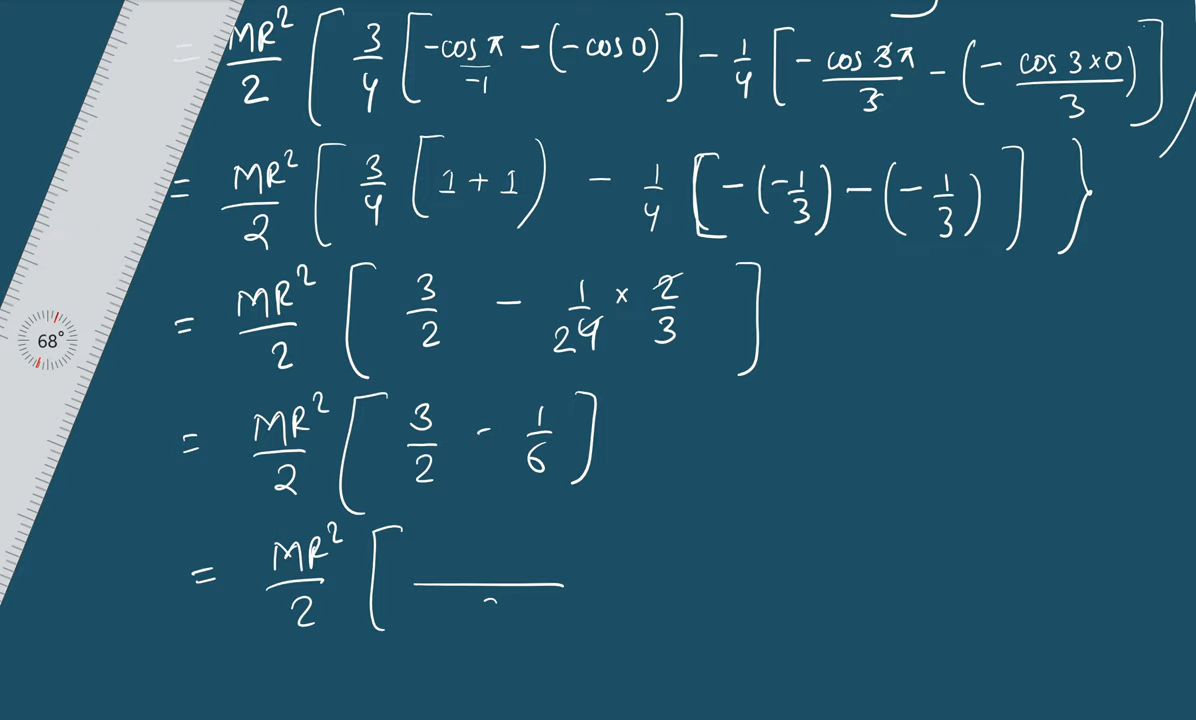 = MR²/2 [ 3/4 [ -cos π/-1 - (-cos 0) ] - 1/4 [ - cos 3π/3 - (- cos 3×0/3) ]
= MR²/2 [ 3/4 [ 1 + 1 ) - 1/4 [ - (-1/3) - (- 1/3) ] }
= MR²/2 [ 3/2 - 1/24 × 2/3 ]
68°
= MR²/2 [ 3/2 - 1/6 ]
= MR²/2 [